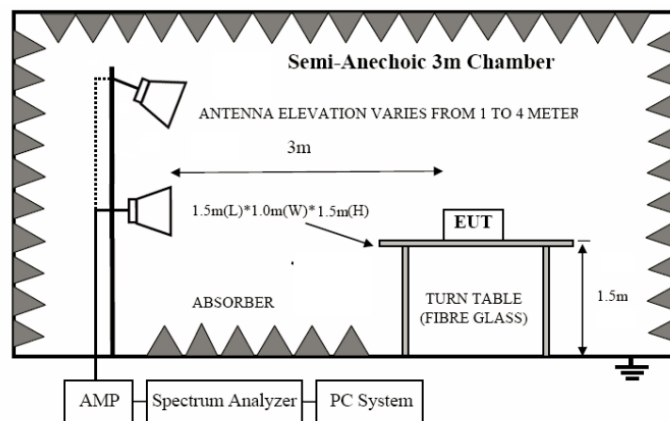 Semi-Anechoic 3m Chamber
ANTENNA ELEVATION VARIES FROM 1 TO 4 METER
3m
1.5m(L)*1.0m(W)*1.5m(H)
EUT
ABSORBER
TURN TABLE
(FIBRE GLASS)
1.5m
AMP
Spectrum Analyzer
PC System